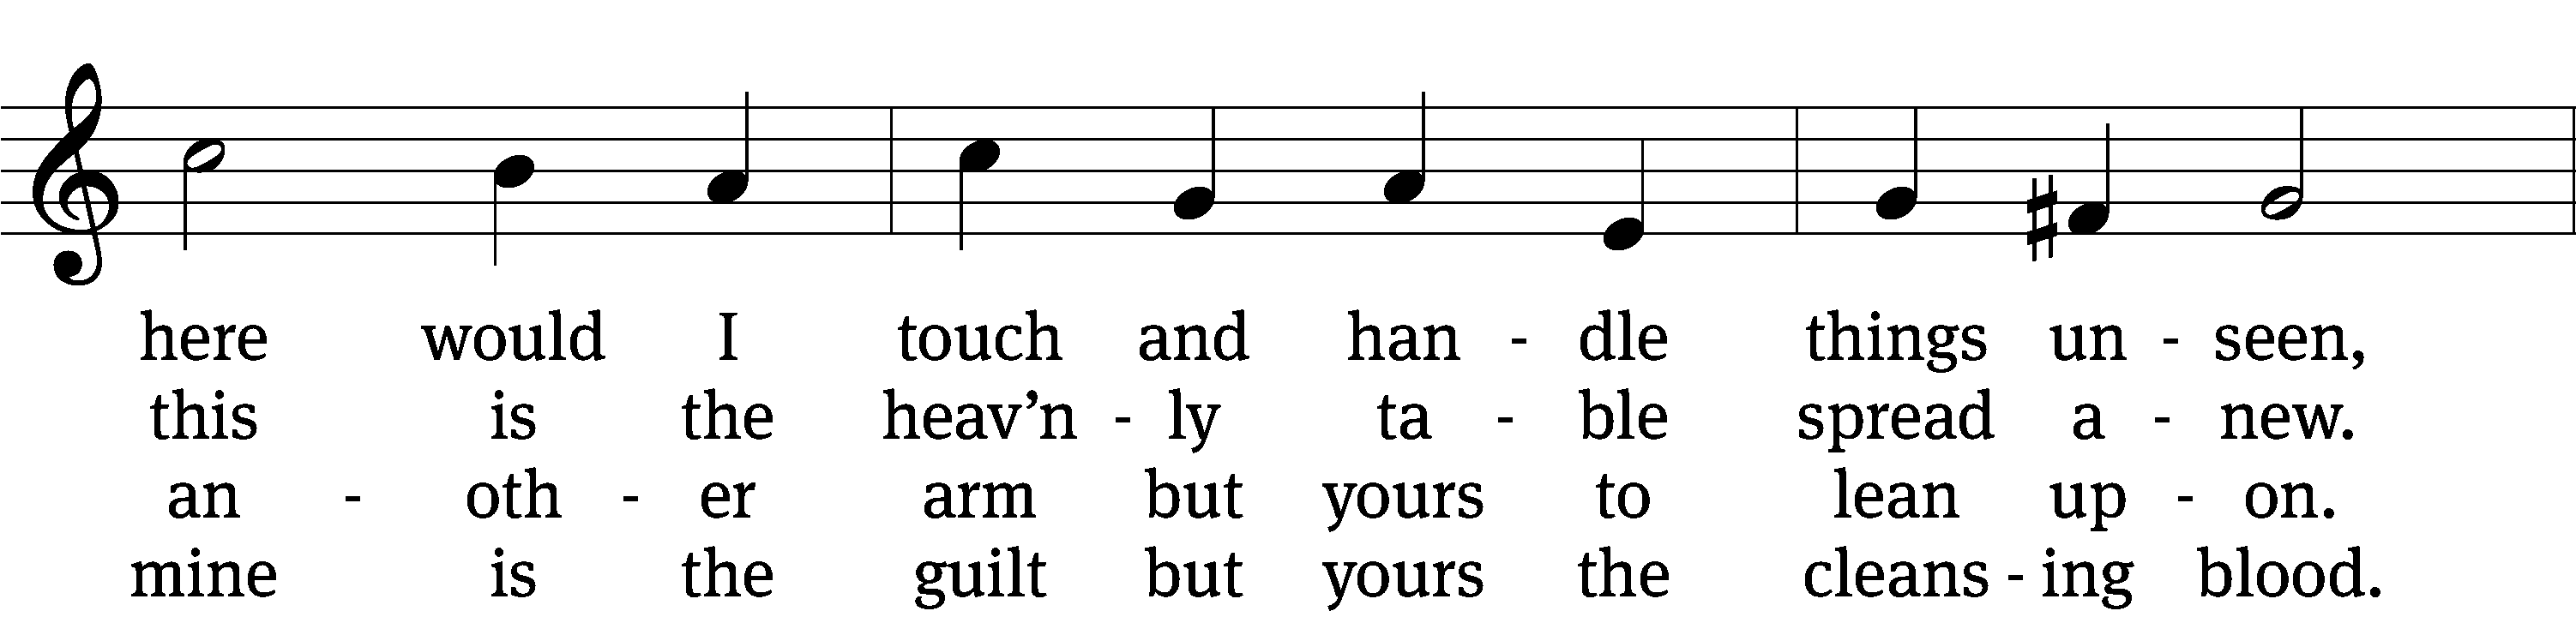 here would I touch and han - dle things un - seen,
this is the heav’n - ly ta - ble spread a - new.
an - oth - er arm but yours to lean up - on.
mine is the guilt but yours the cleans - ing blood.